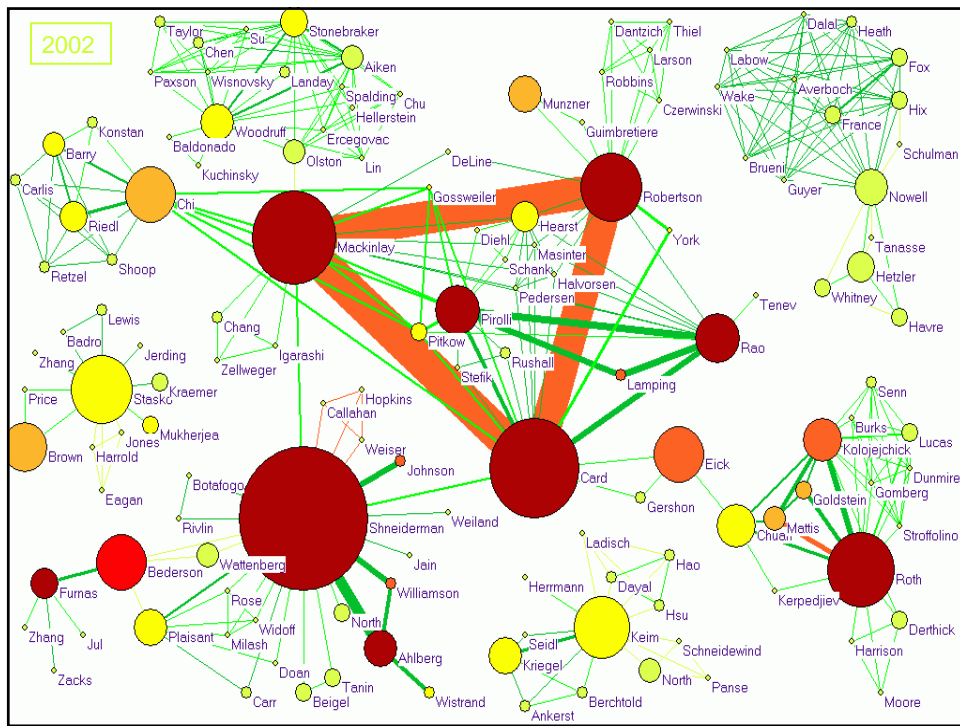 2002
Taylor
Su
Stonebraker
Chen
Aiken
Paxson
Wisnovsky
Landay
Spalding
Chu
Hellerstein
Woodruff
Ercegovac
Baldonado
Olston
Lin
Kuchinsky
Konstan
Barry
Carlis
Chi
Riedl
Retzel
Shoop
Dantzich
Thiel
Larson
Robbins
Czerwinski
Munzner
Guimbretiere
DeLine
Robertson
Gossweiler
Mackinlay
Hearst
York
Diehl
Masinter
Schank
Halvorsen
Pedersen
Pirolli
Pitkow
Rushall
Stefik
Lamping
Tenev
Rao
Chang
Igarashi
Zellweger
Dalal
Heath
Labow
Fox
Wake
Averboch
Hix
France
Schulman
Brueni
Guyer
Nowell
Tanasse
Hetzler
Whitney
Havre
Lewis
Badro
Zhang
Jerding
Stasko
Kraemer
Price
Mukherjea
Jones
Brown
Harrold
Eagan
Hopkins
Callahan
Weiser
Johnson
Botafogo
Rivlin
Shneiderman
Weiland
Card
Eick
Gershon
Senn
Burks
Lucas
Kolojejchick
Dunmire
Goldstein
Gomberg
Mattis
Chuah
Stroffolino
Roth
Kerpedjiev
Derthick
Harrison
Moore
Bederson
Wattenberg
Jain
Furnas
Williamson
Rose
North
Zhang
Jul
Plaisant
Widoff
Milash
Ahlberg
Zacks
Doan
Tanin
Carr
Beigel
Wistrand
Ladisch
Hao
Herrmann
Dayal
Hsu
Seidl
Keim
Kriegel
Schneidewind
North
Panse
Berchtold
Ankerst